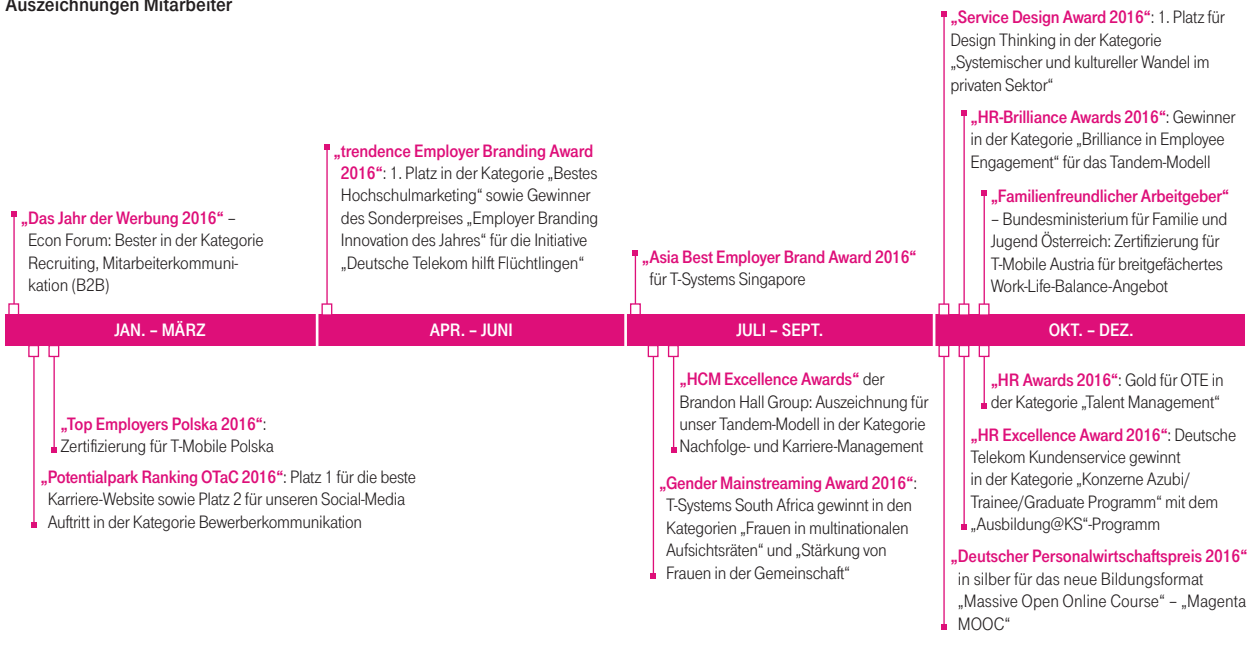 Auszeichnungen Mitarbeiter
„Das Jahr der Werbung 2016“ –
Econ Forum: Bester in der Kategorie
Recruiting, Mitarbeiterkommuni-
kation (B2B)
„trendence Employer Branding Award
2016“: 1. Platz in der Kategorie „Bestes
Hochschulmarketing“ sowie Gewinner
des Sonderpreises „Employer Branding
Innovation des Jahres“ für die Initiative
„Deutsche Telekom hilft Flüchtlingen“
„Asia Best Employer Brand Award 2016“
für T-Systems Singapore
„Service Design Award 2016“: 1. Platz für
Design Thinking in der Kategorie
„Systemischer und kultureller Wandel im
privaten Sektor“
„HR-Brilliance Awards 2016“: Gewinner
in der Kategorie „Brilliance in Employee
Engagement“ für das Tandem-Modell
„Familienfreundlicher Arbeitgeber“
– Bundesministerium für Familie und
Jugend Österreich: Zertifizierung für
T-Mobile Austria für breitgefächertes
Work-Life-Balance-Angebot
JAN. – MÄRZ
APR. – JUNI
JULI – SEPT.
OKT. – DEZ.
„Top Employers Polska 2016“:
Zertifizierung für T-Mobile Polska
„Potentialpark Ranking OTaC 2016“: Platz 1 für die beste
Karriere-Website sowie Platz 2 für unseren Social-Media
Auftritt in der Kategorie Bewerberkommunikation
„HCM Excellence Awards“ der
Brandon Hall Group: Auszeichnung für
unser Tandem-Modell in der Kategorie
Nachfolge- und Karriere-Management
„Gender Mainstreaming Award 2016“:
T-Systems South Africa gewinnt in den
Kategorien „Frauen in multinationalen
Aufsichtsräten“ und „Stärkung von
Frauen in der Gemeinschaft“
„HR Awards 2016“: Gold für OTE in
der Kategorie „Talent Management“
„HR Excellence Award 2016“: Deutsche
Telekom Kundenservice gewinnt
in der Kategorie „Konzerne Azubi/
Trainee/Graduate Programm“ mit dem
„Ausbildung@KS“-Programm
„Deutscher Personalwirtschaftspreis 2016“
in silber für das neue Bildungsformat
„Massive Open Online Course“ – „Magenta
MOOC“